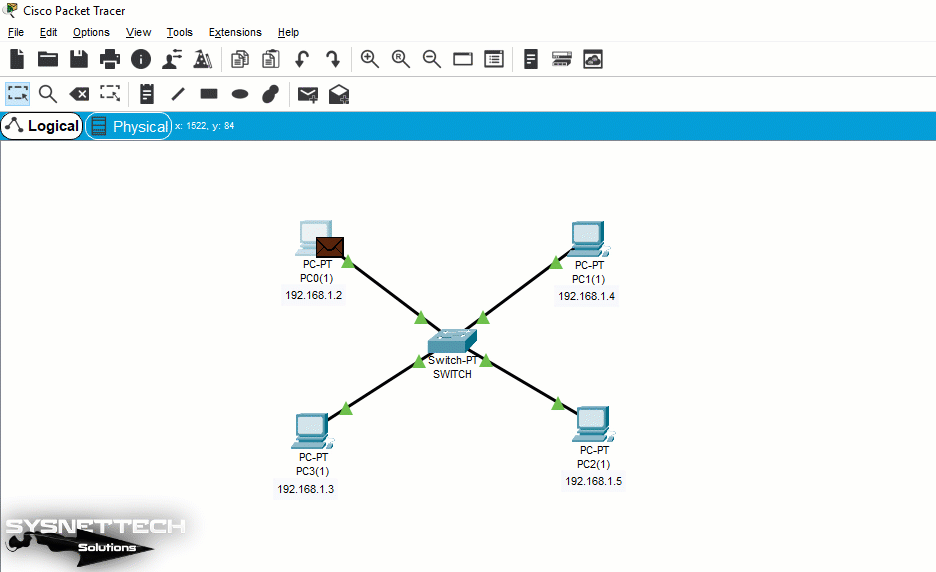 Cisco Packet Tracer
File Edit Options View Tools Extensions Help
Logical Physical x: 1522, y: 84
PC-PT
PC0(1)
192.168.1.2
PC-PT
PC1(1)
192.168.1.4
Switch-PT
SWITCH
PC-PT
PC3(1)
192.168.1.3
PC-PT
PC2(1)
192.168.1.5
SYSNETTECH
Solutions